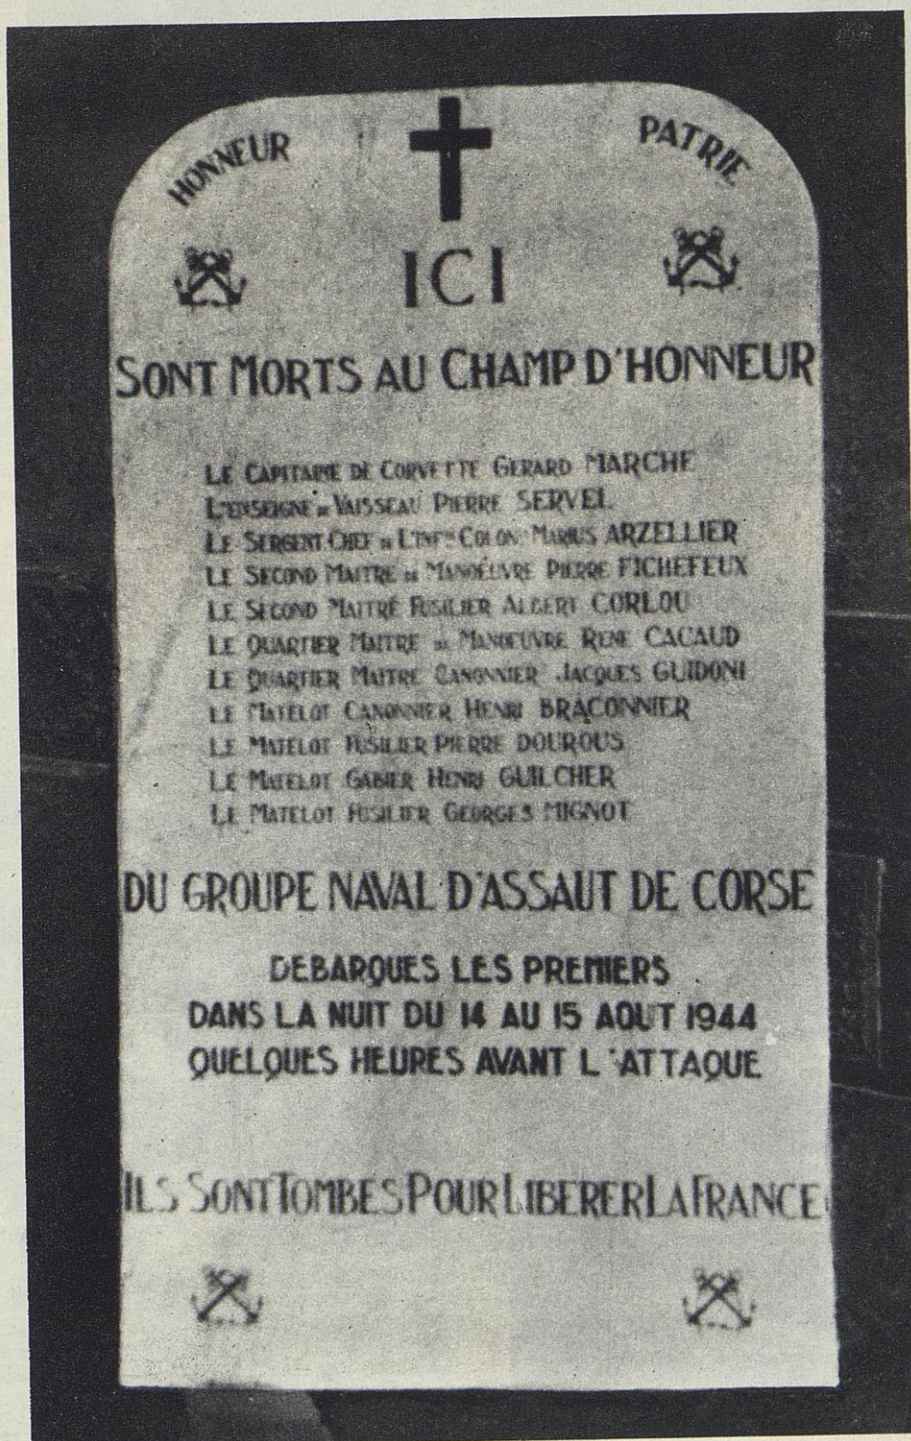 HONNEUR
PATRIE
ICI
SONT MORTS AU CHAMP D'HONNEUR
LE CAPITAINE DE CORVETTE GERARD MARCHE
L'ENSEIGNE DE VAISSEAU PIERRE SERVEL
LE SERGENT CHEF DE L'INFRIE COLON MARIUS ARZELLIER
LE SECOND MAITRE DE MANOEUVRE PIERRE FICHEFEUX
LE SECOND MAITRE FUSILIER ALBERT CORLOU
LE QUARTIER MAITRE DE MANOEUVRE RENE CACAUD
LE QUARTIER MAITRE CANONNIER JACQUES GUIDONI
LE MATELOT CANONNIER HENRI BRACONNIER
LE MATELOT FUSILIER PIERRE DOUROUS
LE MATELOT GABIER HENRI GUILCHER
LE MATELOT FUSILIER GEORGES MIGNOT
DU GROUPE NAVAL D'ASSAUT DE CORSE
DEBARQUES LES PREMIERS
DANS LA NUIT DU 14 AU 15 AOUT 1944
QUELQUES HEURES AVANT L'ATTAQUE
ILS SONT TOMBES POUR LIBERER LA FRANCE